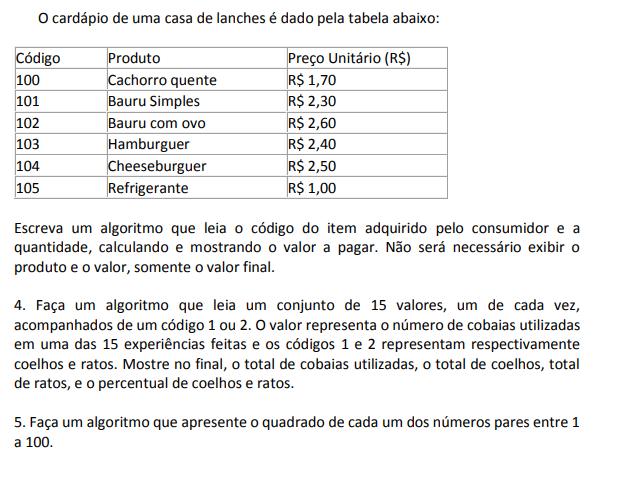 O cardápio de uma casa de lanches é dado pela tabela abaixo:
Código Produto Preço Unitário (R$)
100 Cachorro quente R$ 1,70
101 Bauru Simples R$ 2,30
102 Bauru com ovo R$ 2,60
103 Hamburguer R$ 2,40
104 Cheeseburguer R$ 2,50
105 Refrigerante R$ 1,00
Escreva um algoritmo que leia o código do item adquirido pelo consumidor e a
quantidade, calculando e mostrando o valor a pagar. Não será necessário exibir o
produto e o valor, somente o valor final.
4. Faça um algoritmo que leia um conjunto de 15 valores, um de cada vez,
acompanhados de um código 1 ou 2. O valor representa o número de cobaias utilizadas
em uma das 15 experiências feitas e os códigos 1 e 2 representam respectivamente
coelhos e ratos. Mostre no final, o total de cobaias utilizadas, o total de coelhos, total
de ratos, e o percentual de coelhos e ratos.
5. Faça um algoritmo que apresente o quadrado de cada um dos números pares entre 1
a 100.